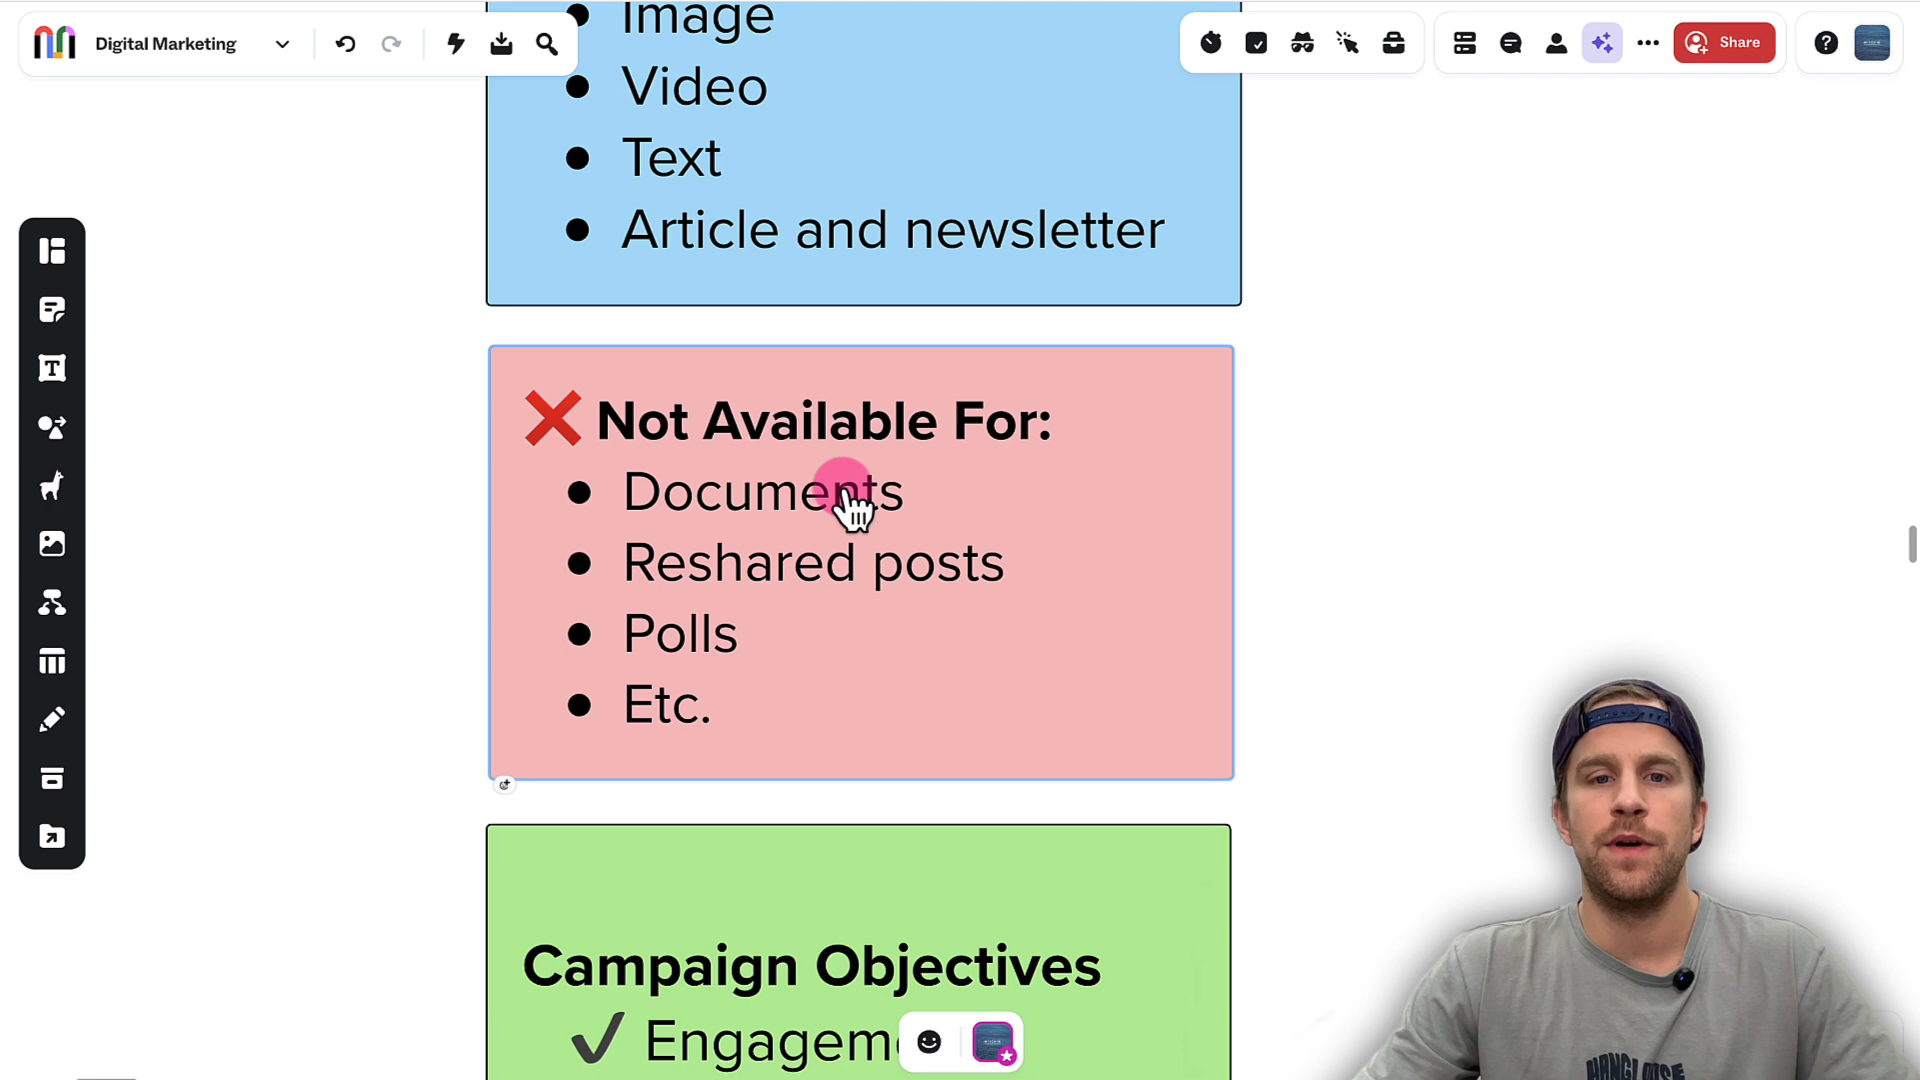 Digital Marketing
Share
Image
Video
Text
Article and newsletter
❌ Not Available For:
Documents
Reshared posts
Polls
Etc.
Campaign Objectives
✔ Engagem